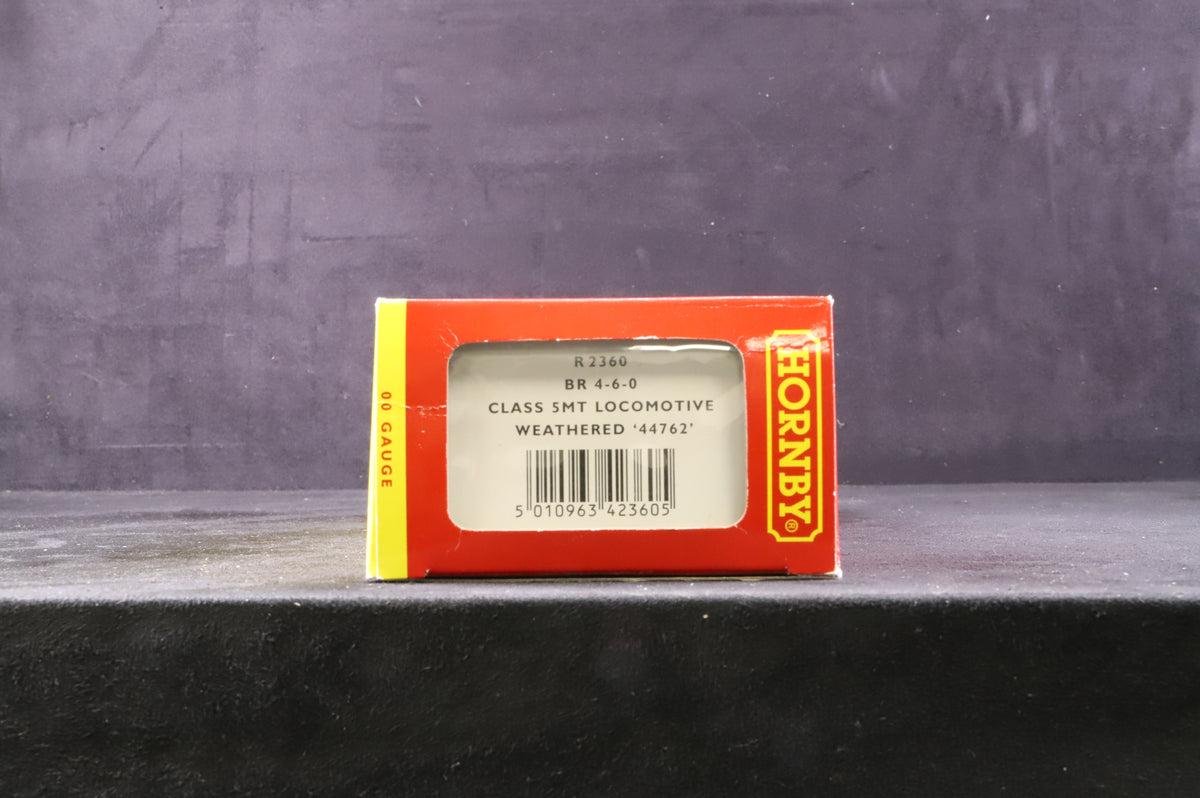 00 GAUGE
R 2360
BR 4-6-0
CLASS 5MT LOCOMOTIVE
WEATHERED ‘44762’
5 010963 423605
HORNBY®